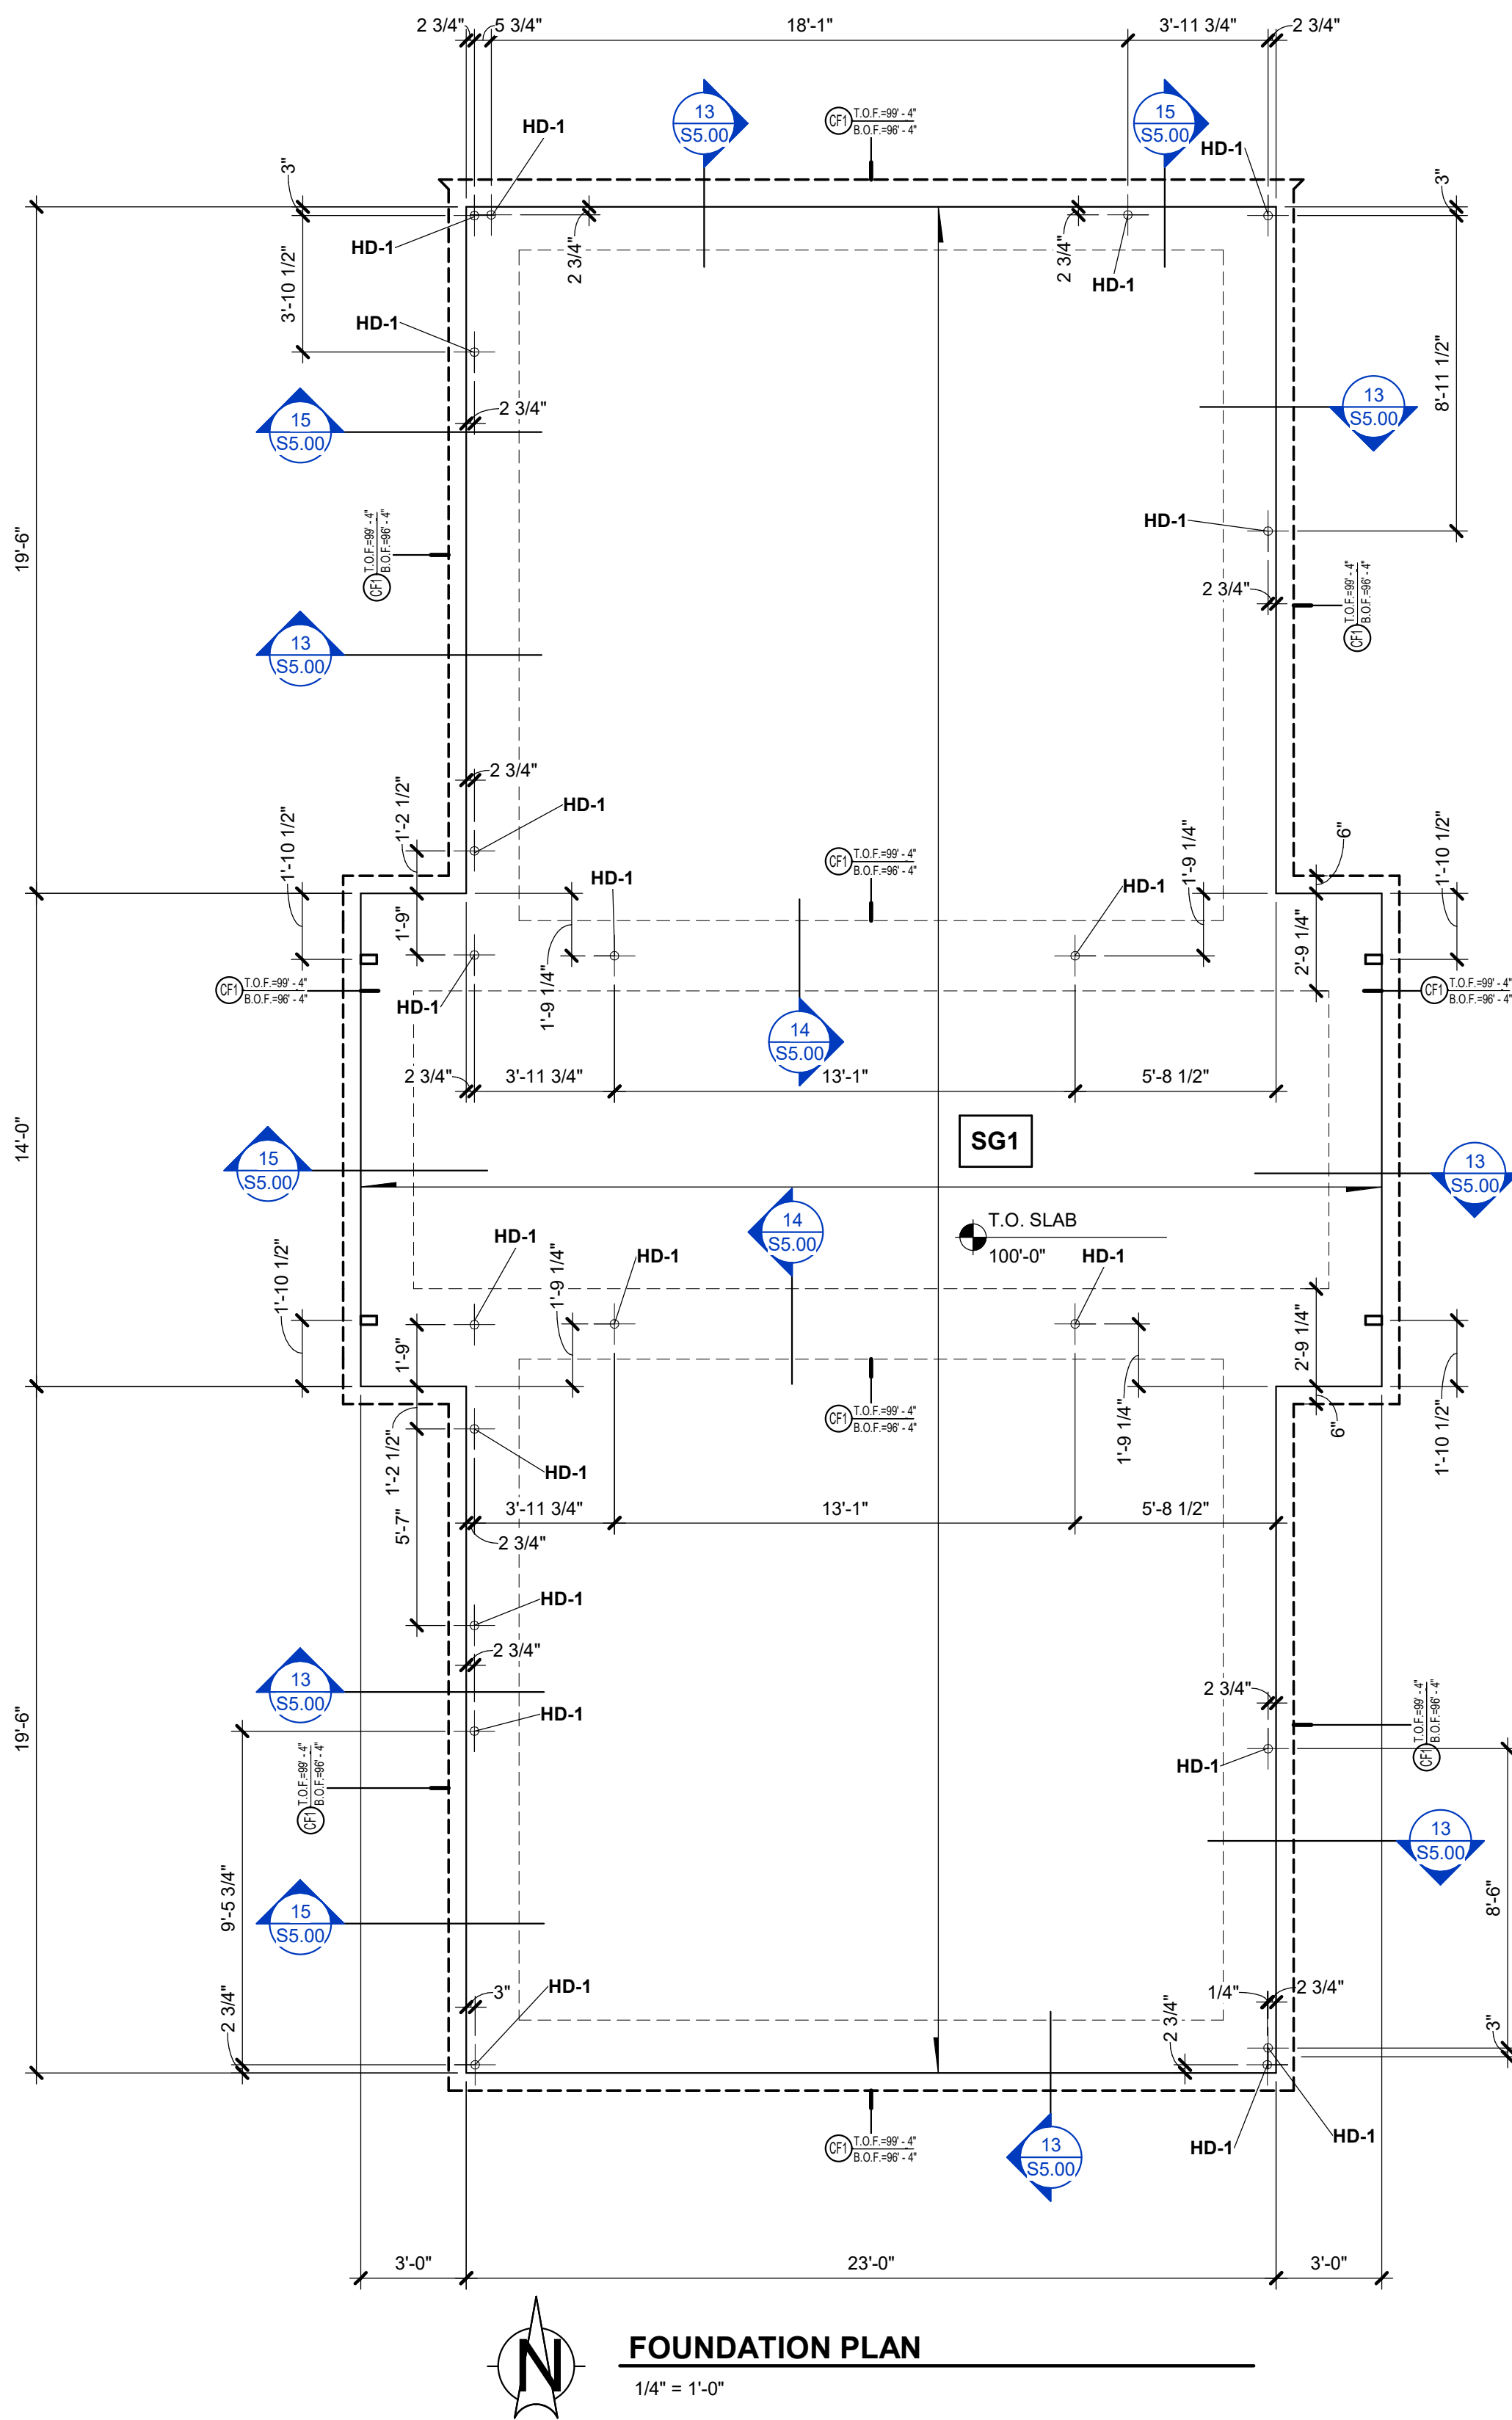 2 3/4"
5 3/4"
18'-1"
3'-11 3/4"
2 3/4"
13
S5.00
CF1
T.O.F.=99' - 4"
B.O.F.=96' - 4"
15
S5.00
HD-1
HD-1
3"
3"
HD-1
2 3/4"
2 3/4"
HD-1
3'-10 1/2"
HD-1
8'-11 1/2"
2 3/4"
15
S5.00
13
S5.00
19'-6"
CF1
T.O.F.=99' - 4"
B.O.F.=96' - 4"
HD-1
2 3/4"
CF1
T.O.F.=99' - 4"
B.O.F.=96' - 4"
13
S5.00
2 3/4"
1'-2 1/2"
HD-1
1'-10 1/2"
HD-1
CF1
T.O.F.=99' - 4"
B.O.F.=96' - 4"
HD-1
1'-9 1/4"
6"
1'-10 1/2"
1'-9"
1'-9 1/4"
2'-9 1/4"
CF1
T.O.F.=99' - 4"
B.O.F.=96' - 4"
HD-1
CF1
T.O.F.=99' - 4"
B.O.F.=96' - 4"
14
S5.00
2 3/4"
3'-11 3/4"
13'-1"
5'-8 1/2"
14'-0"
SG1
15
S5.00
13
S5.00
14
S5.00
T.O. SLAB
100'-0"
HD-1
HD-1
HD-1
1'-10 1/2"
1'-9 1/4"
1'-9"
2'-9 1/4"
CF1
T.O.F.=99' - 4"
B.O.F.=96' - 4"
1'-9 1/4"
6"
1'-10 1/2"
1'-2 1/2"
HD-1
3'-11 3/4"
13'-1"
5'-8 1/2"
2 3/4"
5'-7"
HD-1
2 3/4"
13
S5.00
19'-6"
HD-1
2 3/4"
CF1
T.O.F.=99' - 4"
B.O.F.=96' - 4"
HD-1
CF1
T.O.F.=99' - 4"
B.O.F.=96' - 4"
13
S5.00
9'-5 3/4"
15
S5.00
8'-6"
HD-1
3"
1/4"
2 3/4"
2 3/4"
2 3/4"
3"
HD-1
HD-1
CF1
T.O.F.=99' - 4"
B.O.F.=96' - 4"
13
S5.00
3'-0"
23'-0"
3'-0"
N
FOUNDATION PLAN
1/4" = 1'-0"